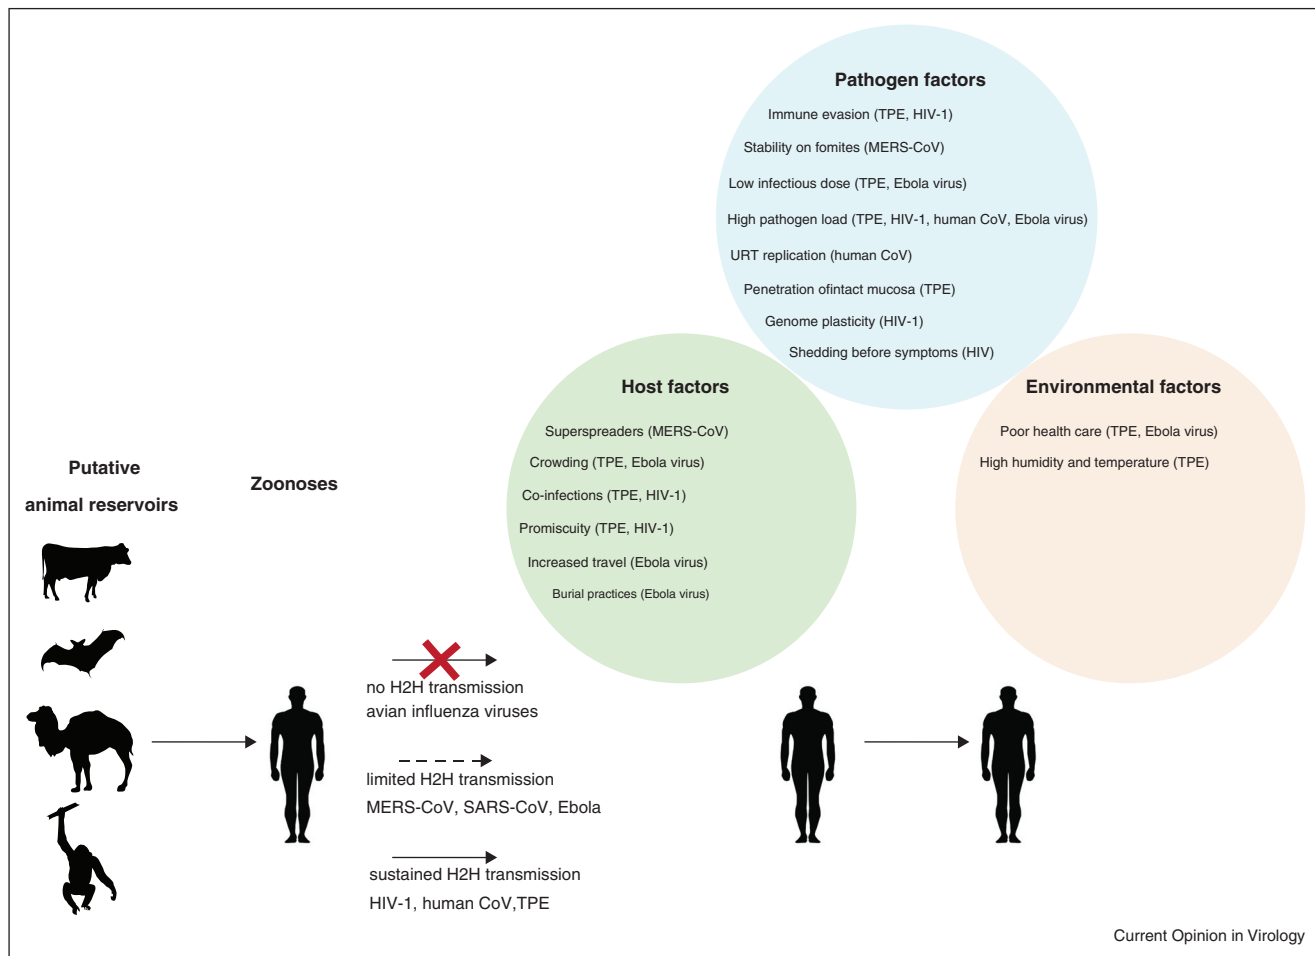 Pathogen factors
Immune evasion (TPE, HIV-1)
Stability on fomites (MERS-CoV)
Low infectious dose (TPE, Ebola virus)
High pathogen load (TPE, HIV-1, human CoV, Ebola virus)
URT replication (human CoV)
Penetration ofintact mucosa (TPE)
Genome plasticity (HIV-1)
Shedding before symptoms (HIV)
Host factors
Superspreaders (MERS-CoV)
Crowding (TPE, Ebola virus)
Co-infections (TPE, HIV-1)
Promiscuity (TPE, HIV-1)
Increased travel (Ebola virus)
Burial practices (Ebola virus)
Environmental factors
Poor health care (TPE, Ebola virus)
High humidity and temperature (TPE)
Putative
animal reservoirs
Zoonoses
no H2H transmission
avian influenza viruses
limited H2H transmission
MERS-CoV, SARS-CoV, Ebola
sustained H2H transmission
HIV-1, human CoV,TPE
Current Opinion in Virology